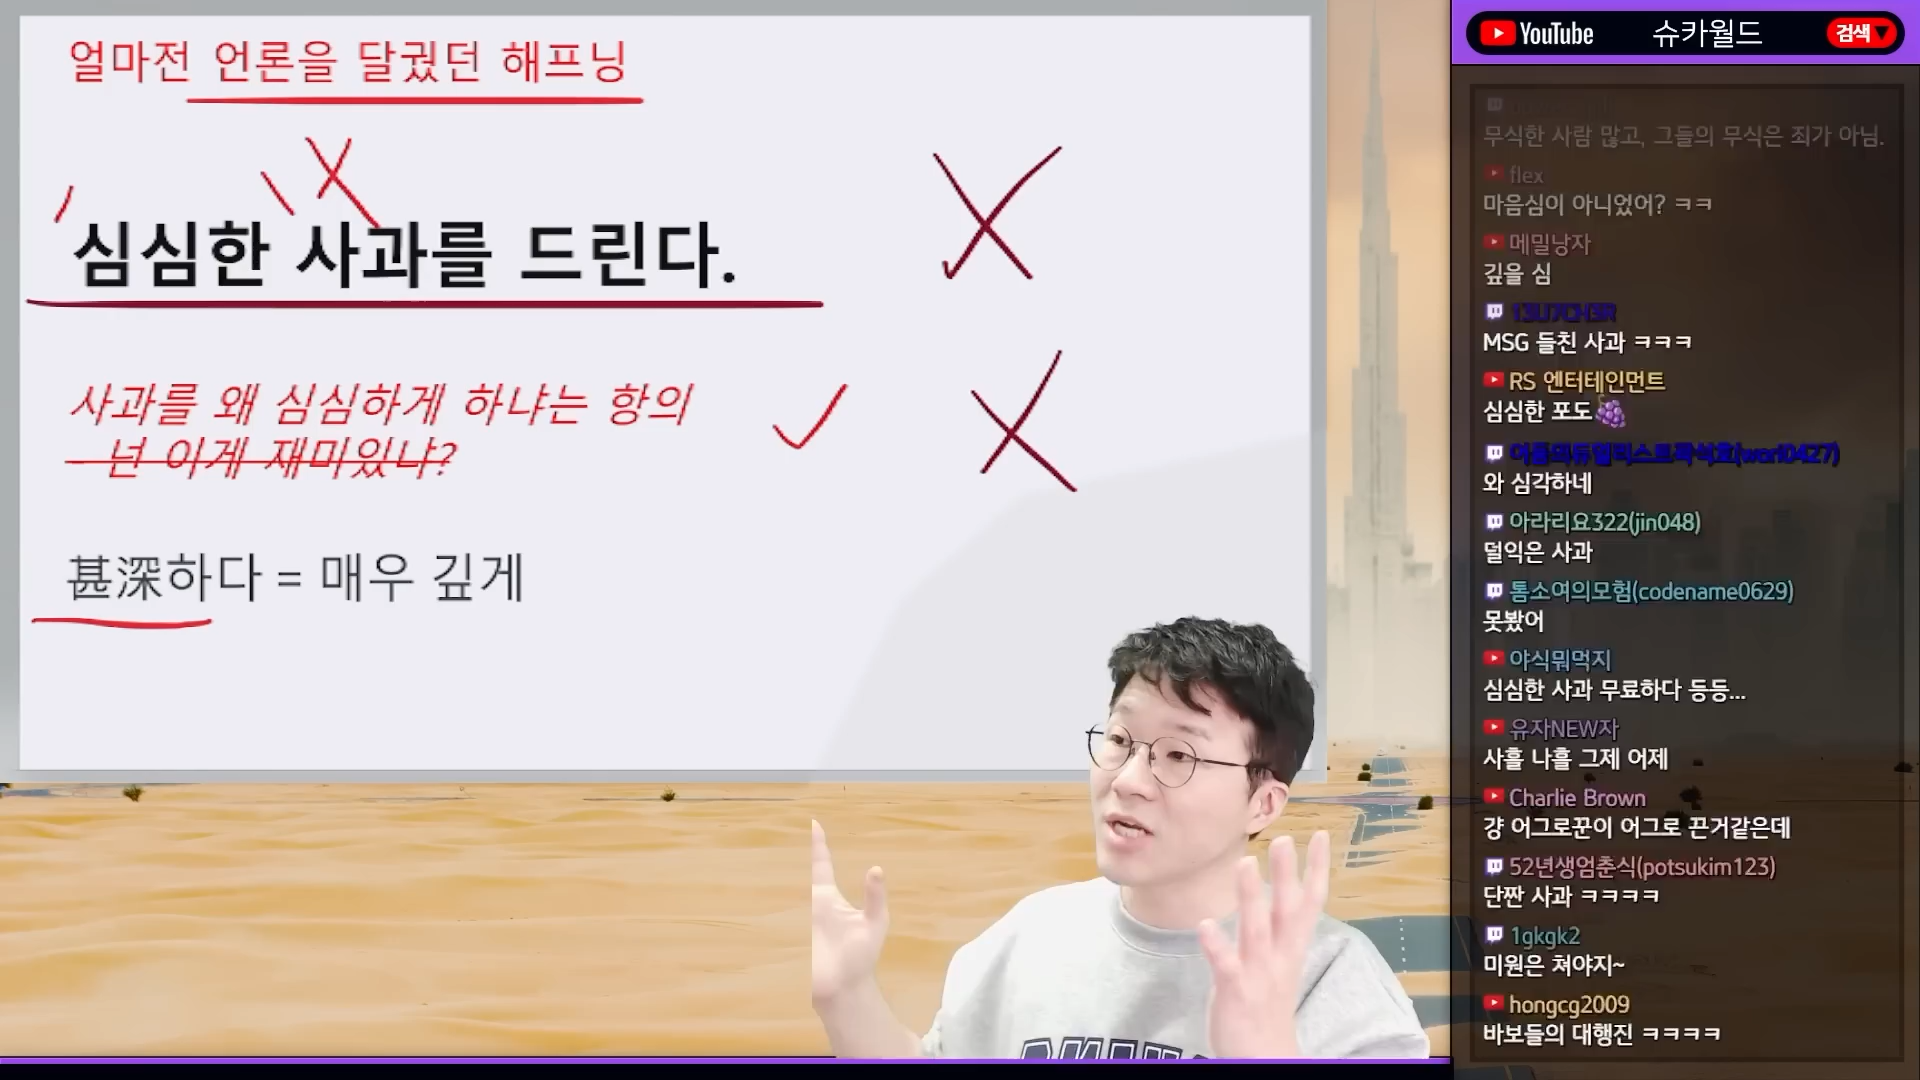 얼마전 언론을 달궜던 해프닝
심심한 사과를 드린다.
사과를 왜 심심하게 하냐는 항의
넌 이게 재미있냐?
甚深하다 = 매우 깊게
YouTube 슈카월드 검색▼
무식한 사람 많고, 그들의 무식은 죄가 아님.
flex
마음심이 아니었어? ㅋㅋ
메밀낭자
깊을 심
13U7CH3R
MSG 들친 사과 ㅋㅋㅋ
RS 엔터테인먼트
심심한 포도🍇
와 심각하네
아라리요322(jin048)
덜익은 사과
톰소여의모험(codename0629)
못봤어
야식뭐먹지
심심한 사과 무료하다 등등...
유자NEW자
사흘 나흘 그제 어제
Charlie Brown
걍 어그로꾼이 어그로 끈거같은데
52년생엄춘식(potsukim123)
단짠 사과 ㅋㅋㅋㅋ
1gkgk2
미원은 쳐야지~
hongcg2009
바보들의 대행진 ㅋㅋㅋㅋ